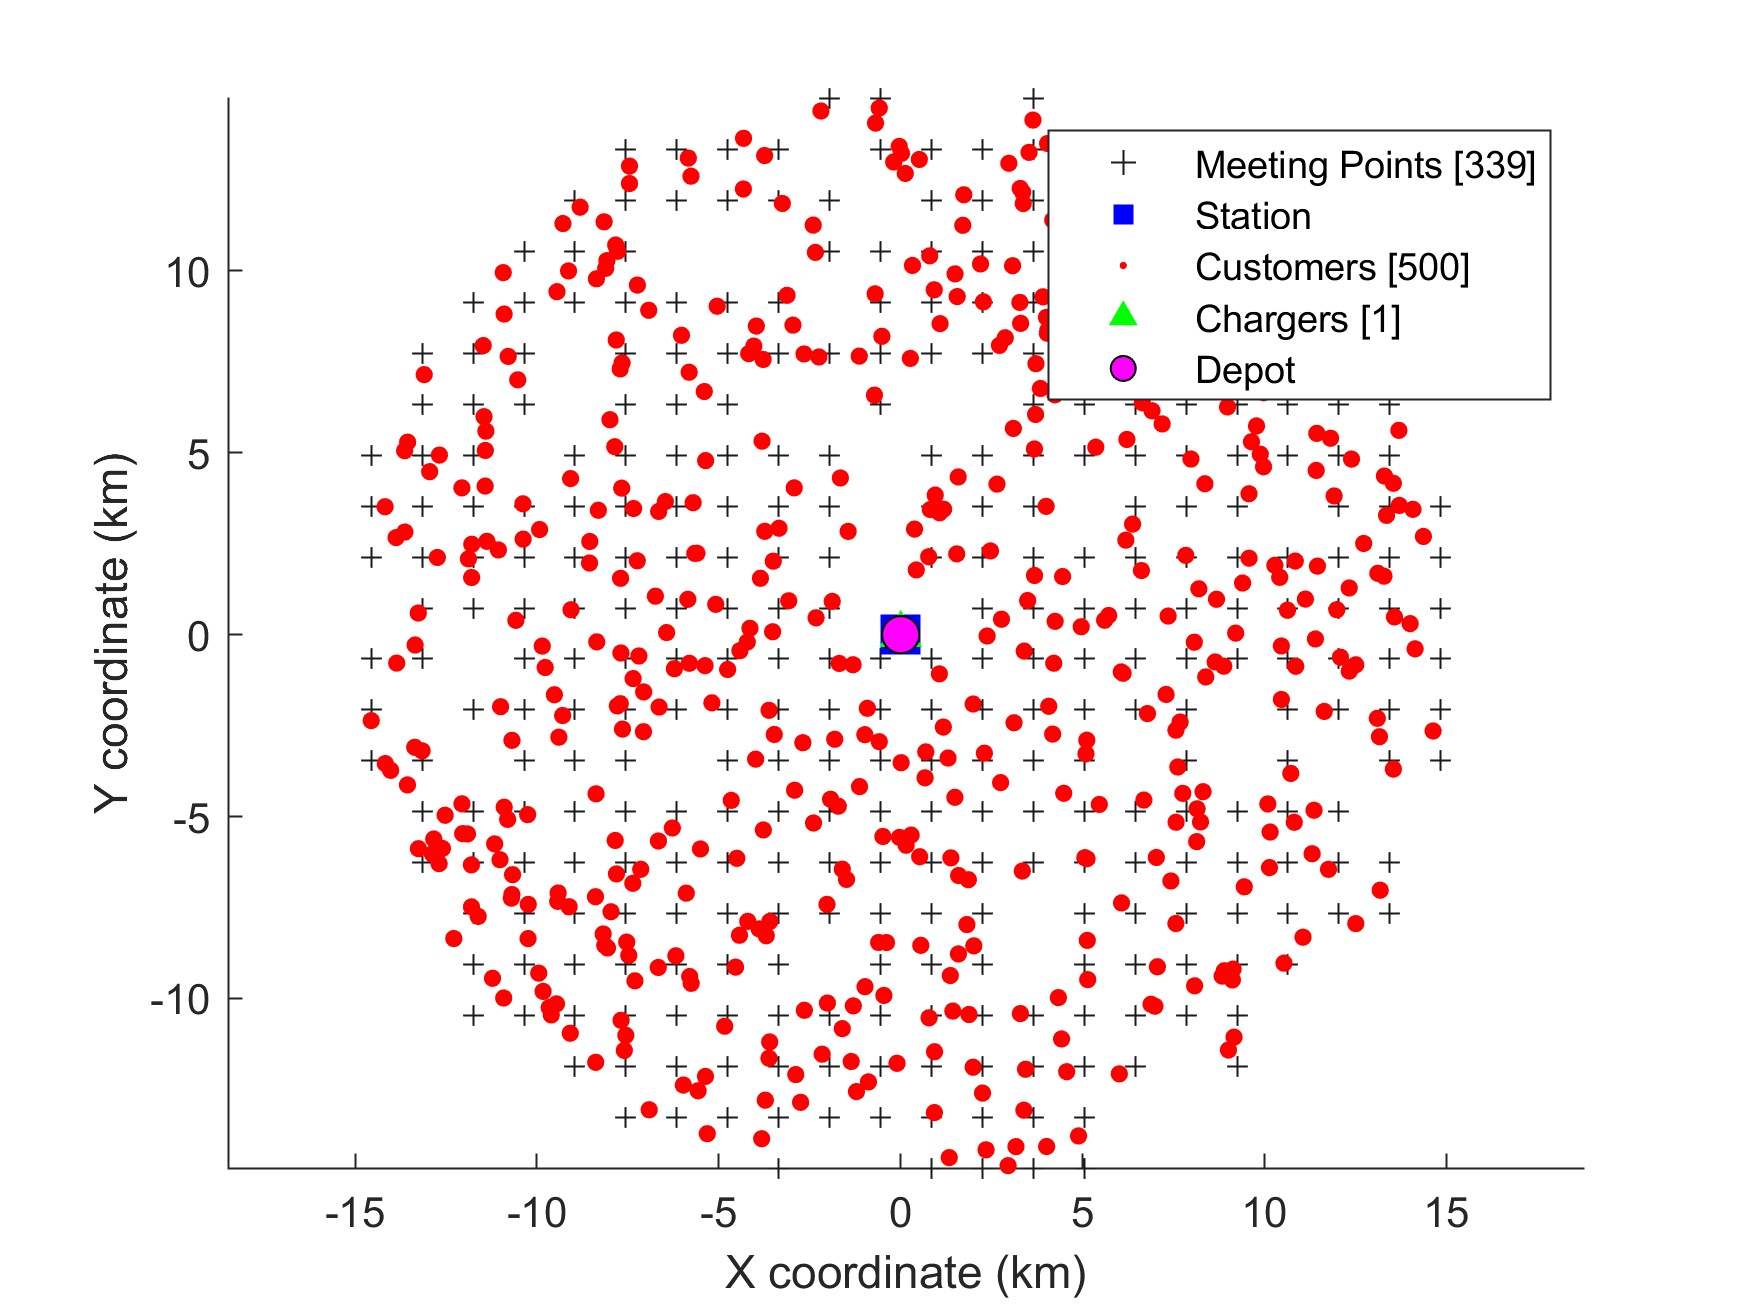 Meeting Points [339]
Station
Customers [500]
Chargers [1]
Depot
10
5
0
-5
-10
Y coordinate (km)
-15 -10 -5 0 5 10 15
X coordinate (km)